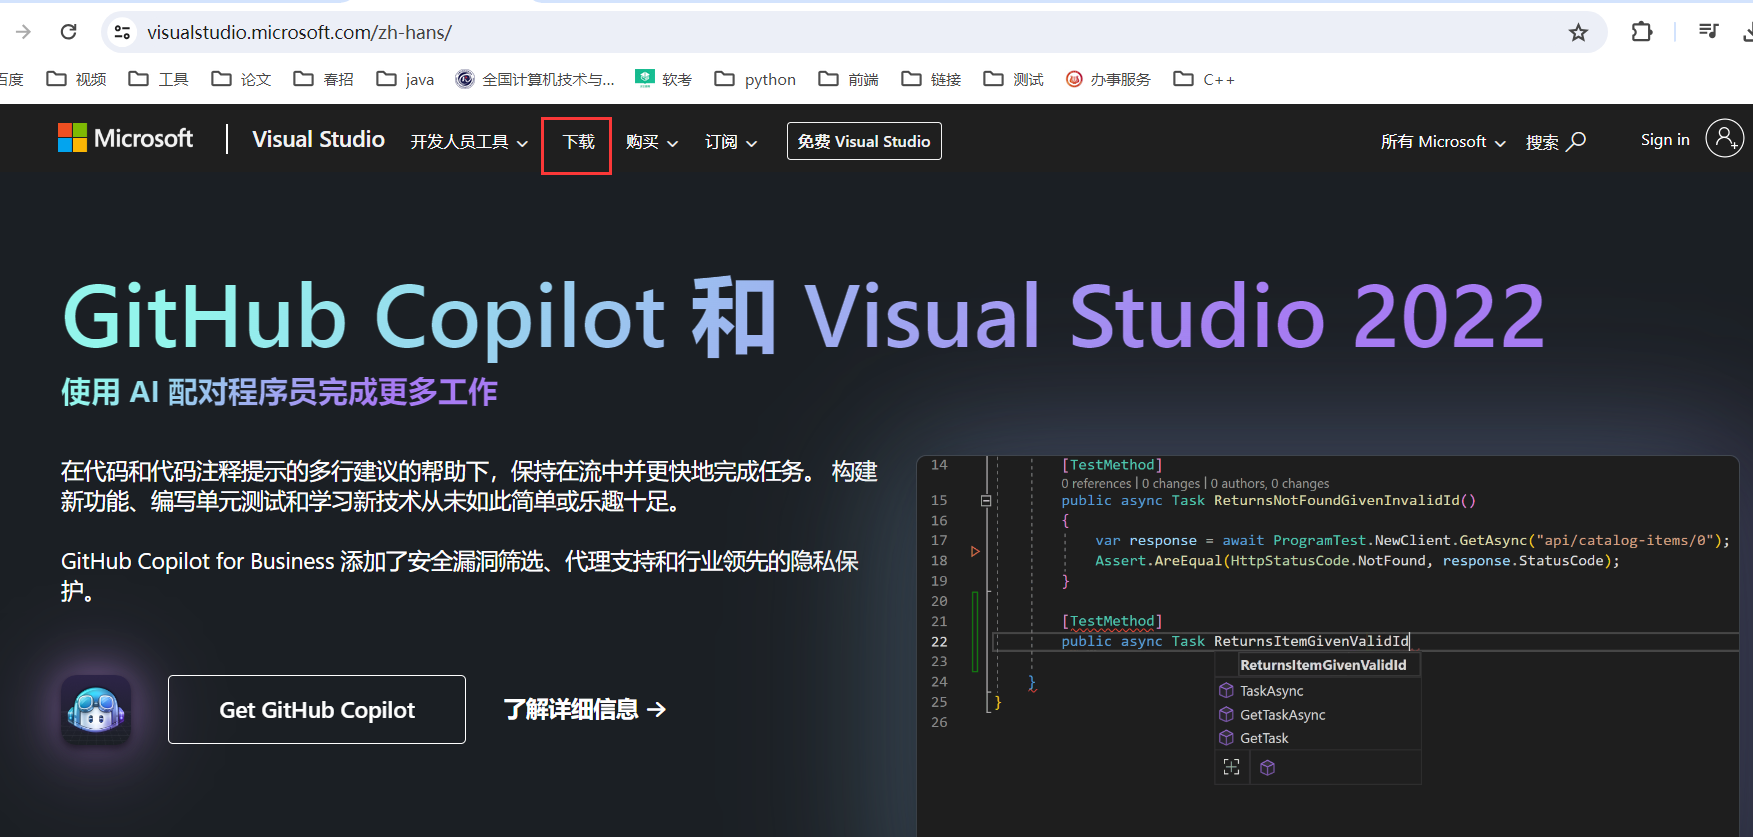 visualstudio.microsoft.com/zh-hans/
百度 视频 工具 论文 春招 java 全国计算机技术与... 软考 python 前端 链接 测试 办事服务 C++
Microsoft Visual Studio 开发人员工具 下载 购买 订阅 免费 Visual Studio 所有 Microsoft 搜索 Sign in
GitHub Copilot 和 Visual Studio 2022
使用 AI 配对程序员完成更多工作
在代码和代码注释提示的多行建议的帮助下，保持在流中并更快地完成任务。 构建
新功能、编写单元测试和学习新技术从未如此简单或乐趣十足。
GitHub Copilot for Business 添加了安全漏洞筛选、代理支持和行业领先的隐私保
护。
Get GitHub Copilot 了解详细信息 →
14 [TestMethod]
0 references | 0 changes | 0 authors, 0 changes
15 public async Task ReturnsNotFoundGivenInvalidId()
16 {
17 var response = await ProgramTest.NewClient.GetAsync("api/catalog-items/0");
18 Assert.AreEqual(HttpStatusCode.NotFound, response.StatusCode);
19 }
20
21 [TestMethod]
22 public async Task ReturnsItemGivenValidId
23 ReturnsItemGivenValidId
24 } TaskAsync
25 } GetTaskAsync
26 GetTask